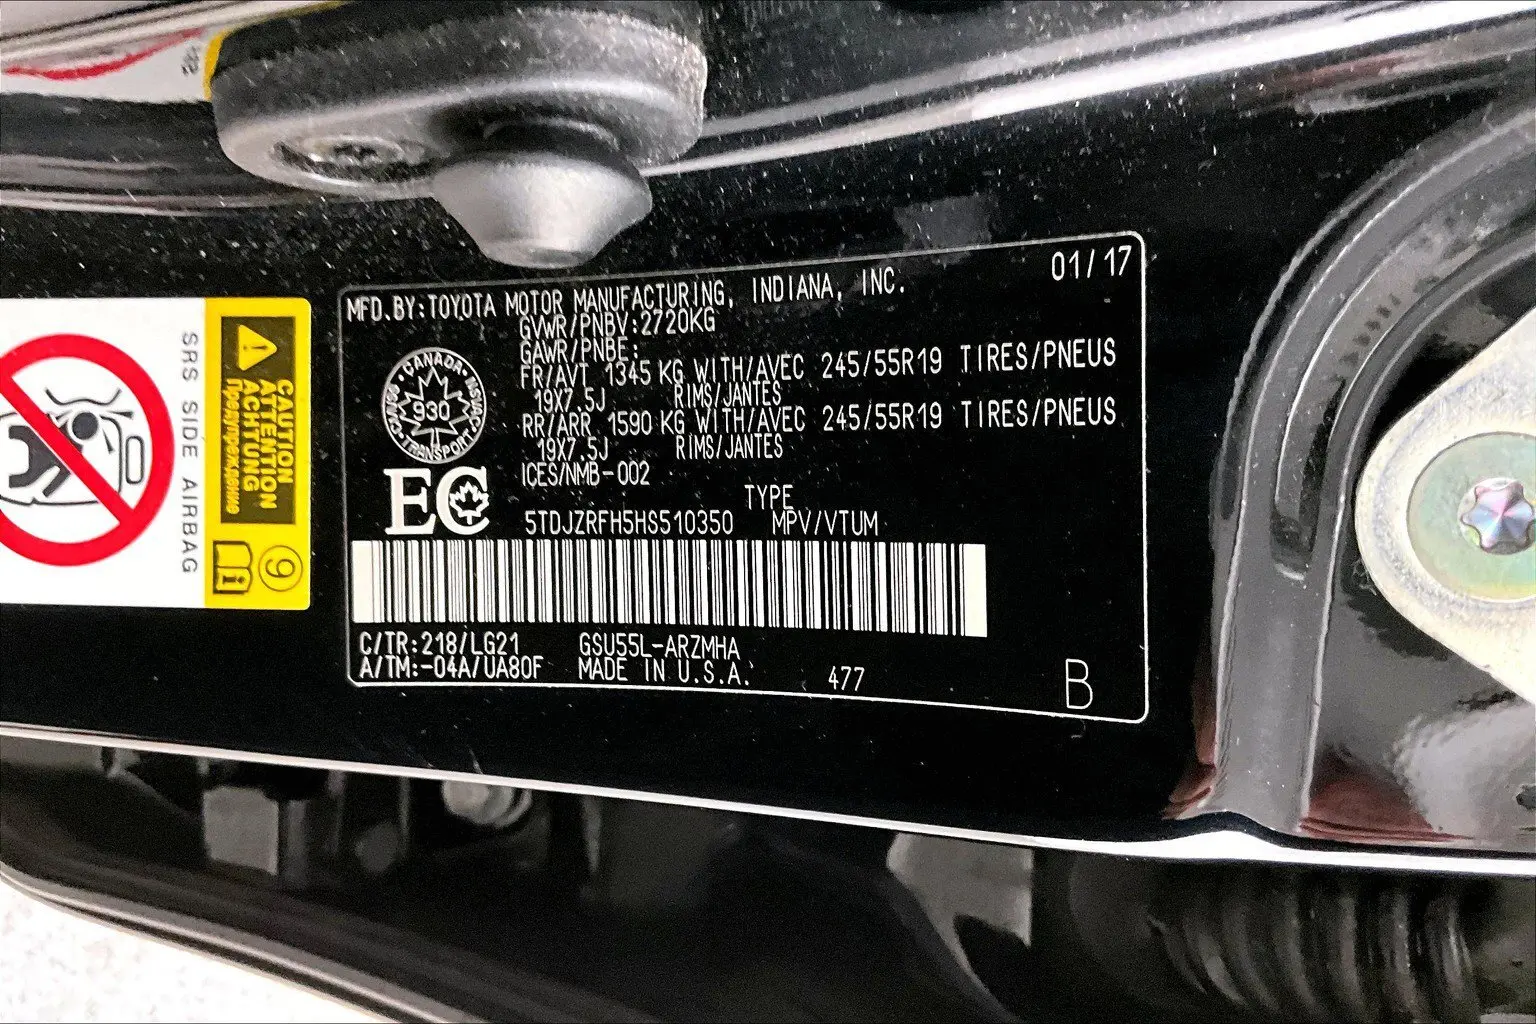 MFD.BY:TOYOTA MOTOR MANUFACTURING, INDIANA, INC. 01/17
GVWR/PNBV:2720KG
GAWR/PNBE:
FR/AVT 1345 KG WITH/AVEC 245/55R19 TIRES/PNEUS
19X7.5J RIMS/JANTES
RR/ARR 1590 KG WITH/AVEC 245/55R19 TIRES/PNEUS
19X7.5J RIMS/JANTES
ICES/NMB-002
TYPE
5TDJZRFH5HS510350 MPV/VTUM
C/TR:218/LG21 GSU55L-ARZMHA
A/TM:-04A/UA80F MADE IN U.S.A. 477
B
CANADA
930
TRANSPORT
EC
SRS SIDE AIRBAG
CAUTION
ATTENTION
ACHTUNG
Предупреждение
9
i